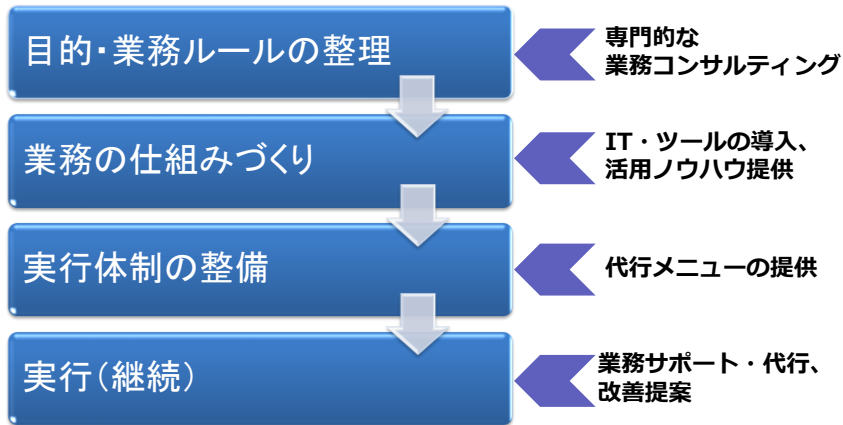 目的・業務ルールの整理
専門的な
業務コンサルティング
業務の仕組みづくり
IT・ツールの導入、
活用ノウハウ提供
実行体制の整備
代行メニューの提供
実行（継続）
業務サポート・代行、
改善提案